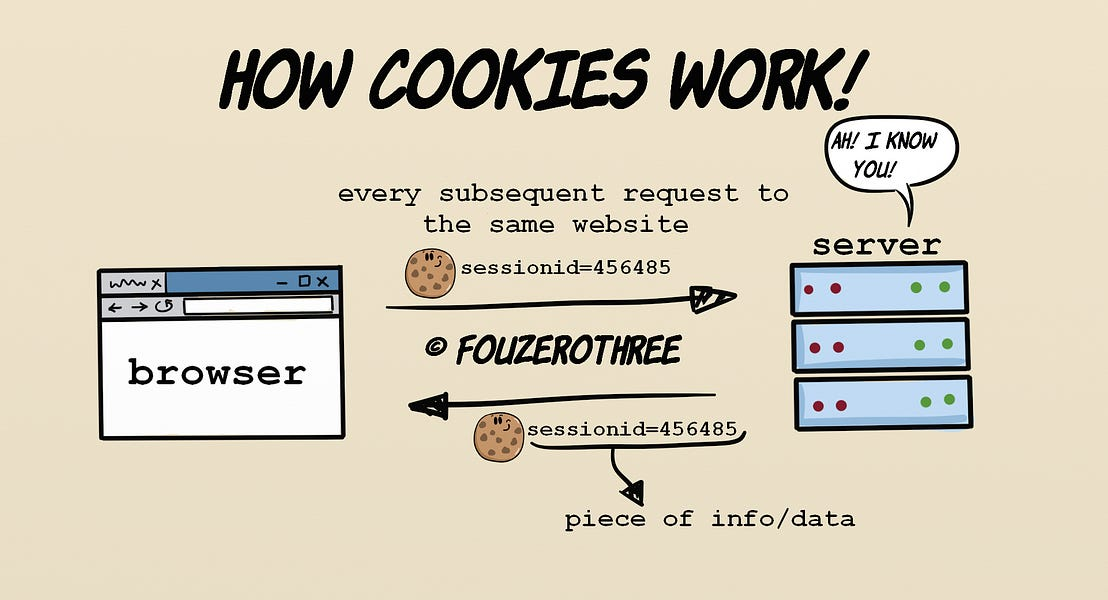 HOW COOKIES WORK!
AH! I KNOW
YOU!
every subsequent request to
the same website
server
sessionid=456485
© FOUZEROTHREE
browser
sessionid=456485
piece of info/data